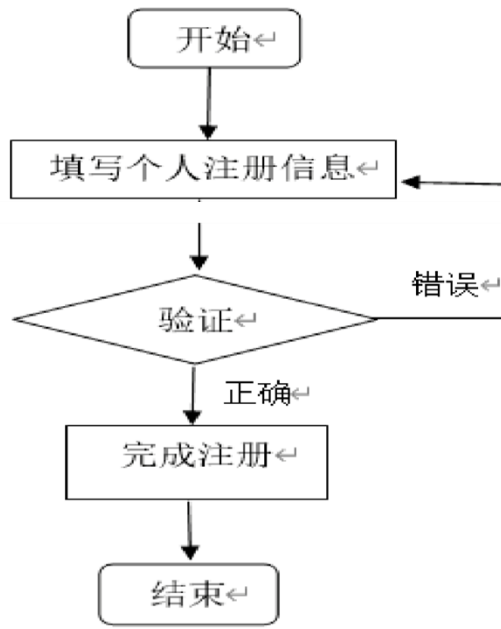 开始
填写个人注册信息
错误
验证
正确
完成注册
结束